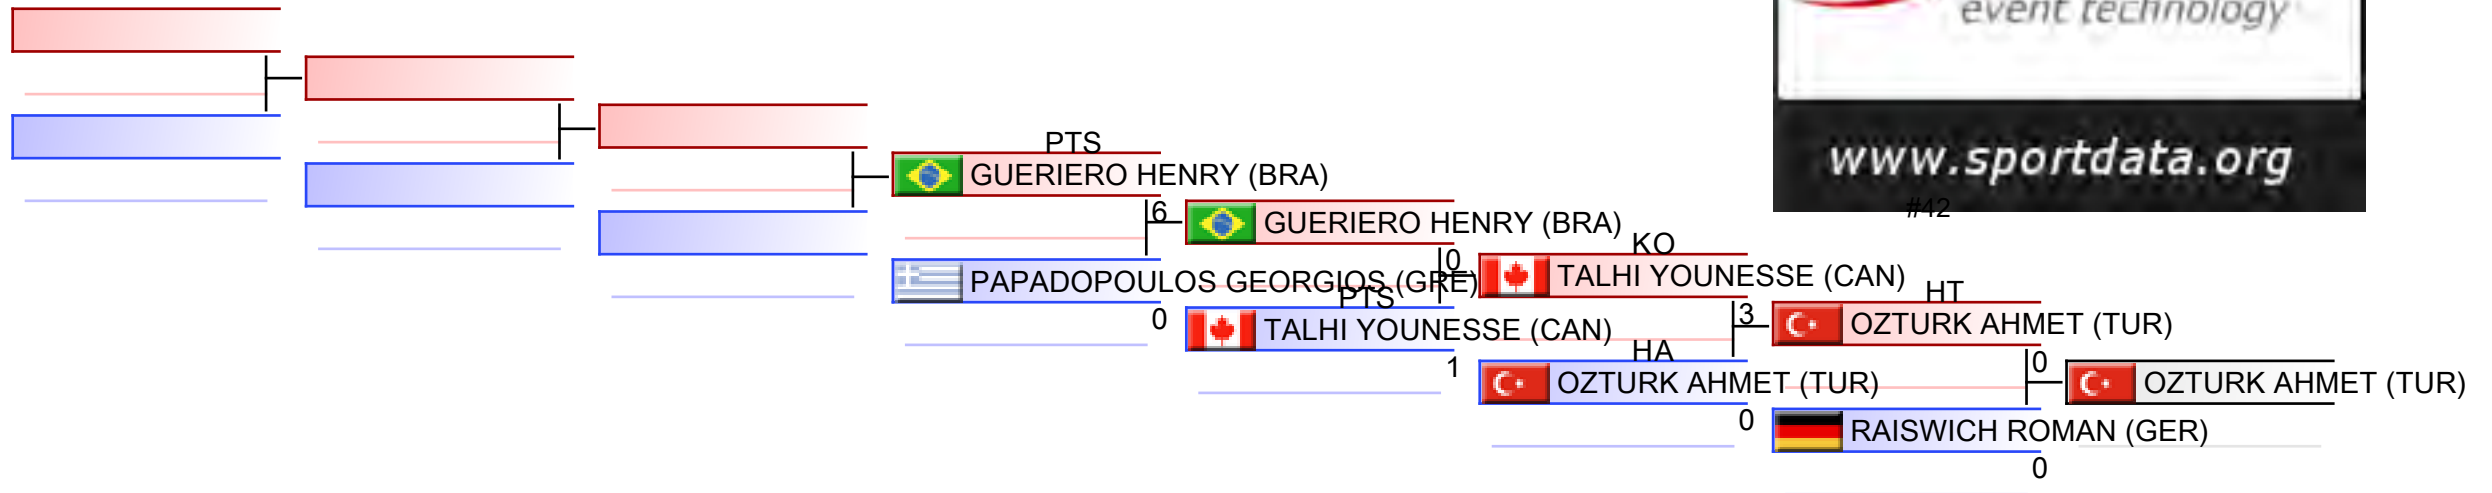 event technology
www.sportdata.org
#42
PTS
GUERIERO HENRY (BRA)
6
GUERIERO HENRY (BRA)
PAPADOPOULOS GEORGIOS (GRE)
0
PTS
0
TALHI YOUNESSE (CAN)
1
KO
TALHI YOUNESSE (CAN)
3
HA
OZTURK AHMET (TUR)
0
HT
OZTURK AHMET (TUR)
0
OZTURK AHMET (TUR)
RAISWICH ROMAN (GER)
0